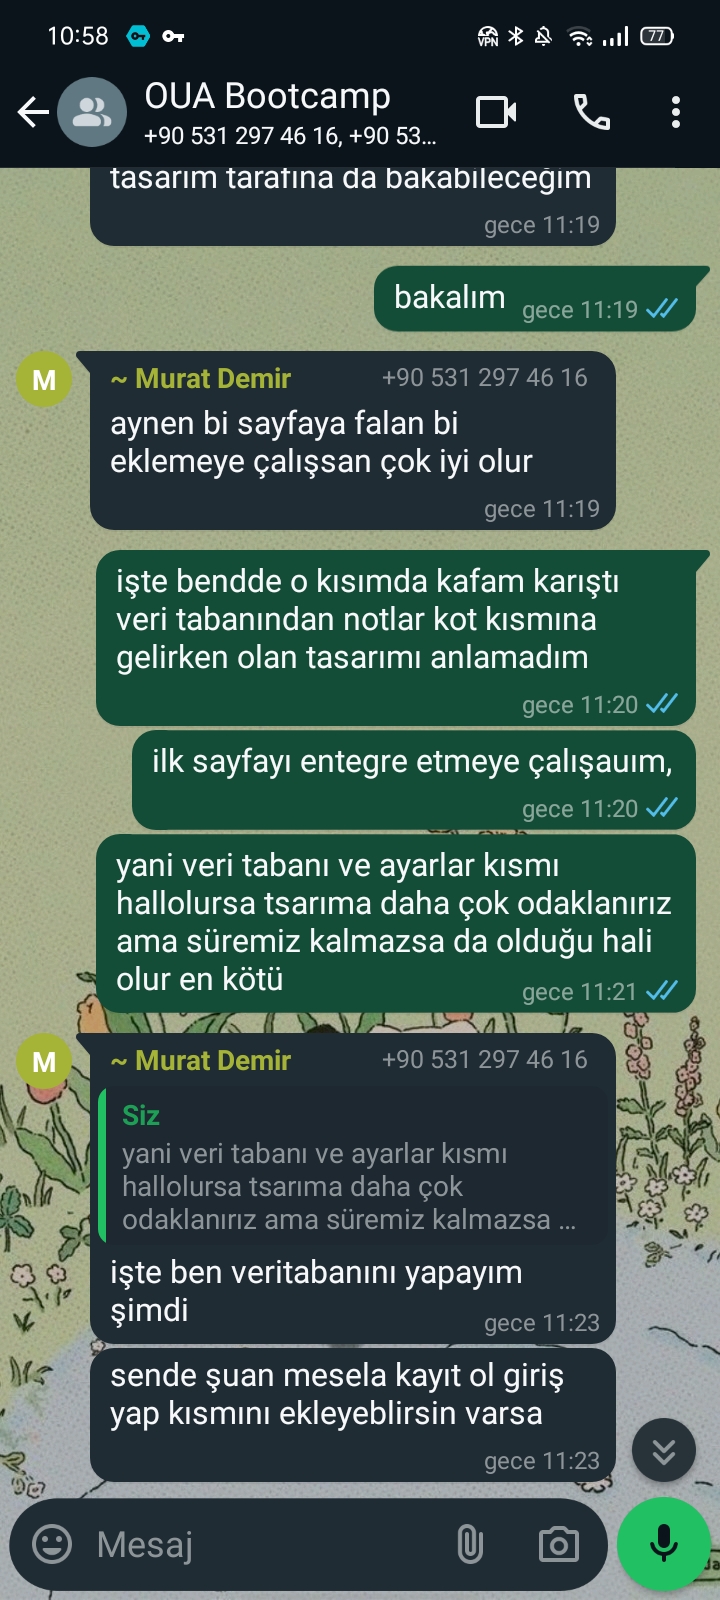 10:58
VPN
77
OUA Bootcamp
+90 531 297 46 16, +90 53...
tasarım tarafına da bakabileceğim
gece 11:19
bakalım
gece 11:19
M
~ Murat Demir
+90 531 297 46 16
aynen bi sayfaya falan bi
eklemeye çalışsan çok iyi olur
gece 11:19
işte bendde o kısımda kafam karıştı
veri tabanından notlar kot kısmına
gelirken olan tasarımı anlamadım
gece 11:20
ilk sayfayı entegre etmeye çalışauım,
gece 11:20
yani veri tabanı ve ayarlar kısmı
hallolursa tsarıma daha çok odaklanırız
ama süremiz kalmazsa da olduğu hali
olur en kötü
gece 11:21
M
~ Murat Demir
+90 531 297 46 16
Siz
yani veri tabanı ve ayarlar kısmı
hallolursa tsarıma daha çok
odaklanırız ama süremiz kalmazsa ...
işte ben veritabanını yapayım
şimdi
gece 11:23
sende şuan mesela kayıt ol giriş
yap kısmını ekleyeblirsin varsa
gece 11:23
Mesaj